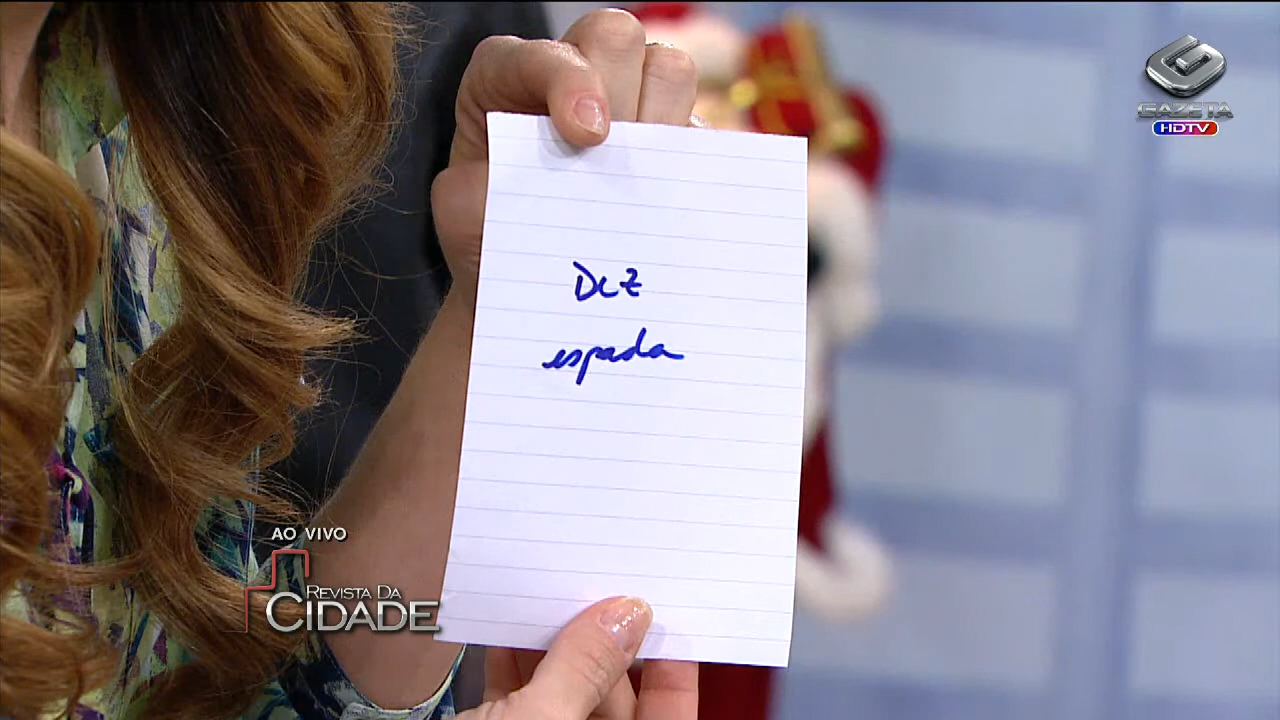 GAZETA
HDTV
Dez
espada
AO VIVO
REVISTA DA
CIDADE